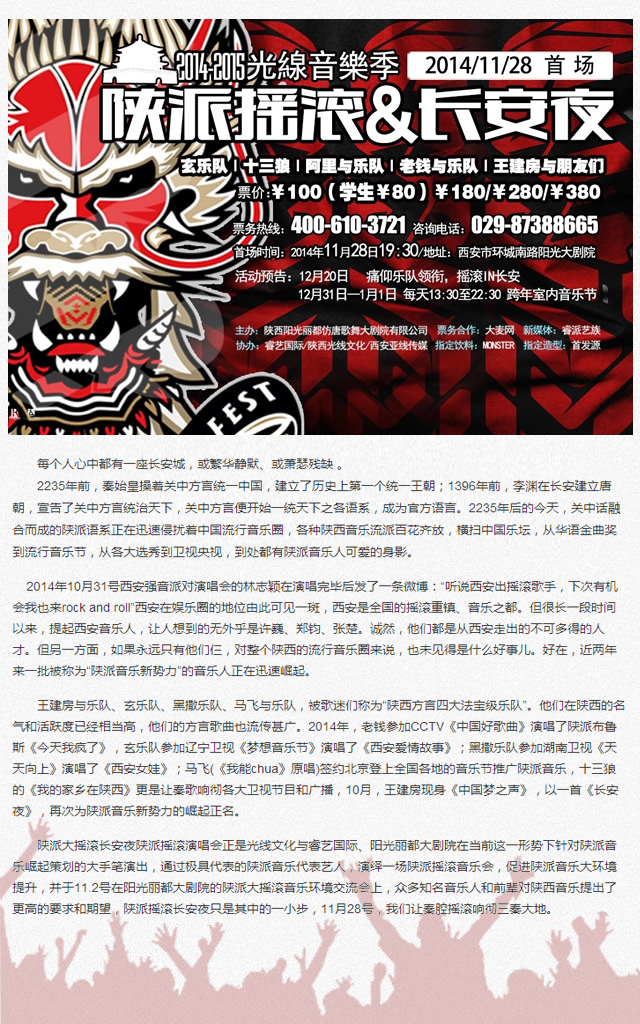 2014-2015光線音樂季
2014/11/28 首 场
陕派摇滚&长安夜
玄乐队 | 十三狼 | 阿里与乐队 | 老钱与乐队 | 王建房与朋友们
票价:￥100（学生￥80）￥180/￥280/￥380
票务热线：400-610-3721 咨询电话：029-87388665
首场时间：2014年11月28日19:30/地址：西安市环城南路阳光大剧院
活动预告：12月20日 痛仰乐队领衔，摇滚IN长安
12月31日—1月1日 每天13:30至22:30 跨年室内音乐节
主办：陕西阳光丽都仿唐歌舞大剧院有限公司 票务合作：大麦网 新媒体：睿派艺族
协办：睿艺国际/陕西光线文化/西安亚线传媒 指定饮料：MONSTER 指定造型：首发源
FEST
每个人心中都有一座长安城，或繁华静默、或萧瑟残缺 。
2235年前，秦始皇操着关中方言统一中国，建立了历史上第一个统一王朝；1396年前，李渊在长安建立唐
朝，宣告了关中方言统治天下，关中方言便开始一统天下之各语系，成为官方语言。2235年后的今天，关中话融
合而成的陕派语系正在迅速侵扰着中国流行音乐圈，各种陕西音乐流派百花齐放，横扫中国乐坛，从华语金曲奖
到流行音乐节，从各大选秀到卫视央视，到处都有陕派音乐人可爱的身影。
2014年10月31号西安强音派对演唱会的林志颖在演唱完毕后发了一条微博：“听说西安出摇滚歌手，下次有机
会我也来rock and roll”西安在娱乐圈的地位由此可见一斑，西安是全国的摇滚重镇、音乐之都。但很长一段时间
以来，提起西安音乐人，让人想到的无外乎是许巍、郑钧、张楚。诚然，他们都是从西安走出的不可多得的人
才。但另一方面，如果永远只有他们仨，对整个陕西的流行音乐圈来说，也未见得是什么好事儿。好在，近两年
来一批被称为“陕派音乐新势力”的音乐人正在迅速崛起。
王建房与乐队、玄乐队、黑撒乐队、马飞与乐队，被歌迷们称为“陕西方言四大法宝级乐队”。他们在陕西的名
气和活跃度已经相当高，他们的方言歌曲也流传甚广。2014年，老钱参加CCTV《中国好歌曲》演唱了陕派布鲁
斯《今天我疯了》，玄乐队参加辽宁卫视《梦想音乐节》演唱了《西安爱情故事》；黑撒乐队参加湖南卫视《天
天向上》演唱了《西安女娃》；马飞(《我能chua》原唱)签约北京登上全国各地的音乐节推广陕派音乐，十三狼
的《我的家乡在陕西》更是让秦歌响彻各大卫视节目和广播，10月，王建房现身《中国梦之声》，以一首《长安
夜》，再次为陕派音乐新势力的崛起正名。
陕派大摇滚长安夜陕派摇滚演唱会正是光线文化与睿艺国际、阳光丽都大剧院在当前这一形势下针对陕派音
乐崛起策划的大手笔演出，通过极具代表的陕派音乐代表艺人，演绎一场陕派摇滚音乐会，促进陕派音乐大环境
提升，并于11.2号在阳光丽都大剧院的陕派大摇滚音乐环境交流会上，众多知名音乐人和前辈对陕西音乐提出了
更高的要求和期望，陕派摇滚长安夜只是其中的一小步，11月28号，我们让秦腔摇滚响彻三秦大地。